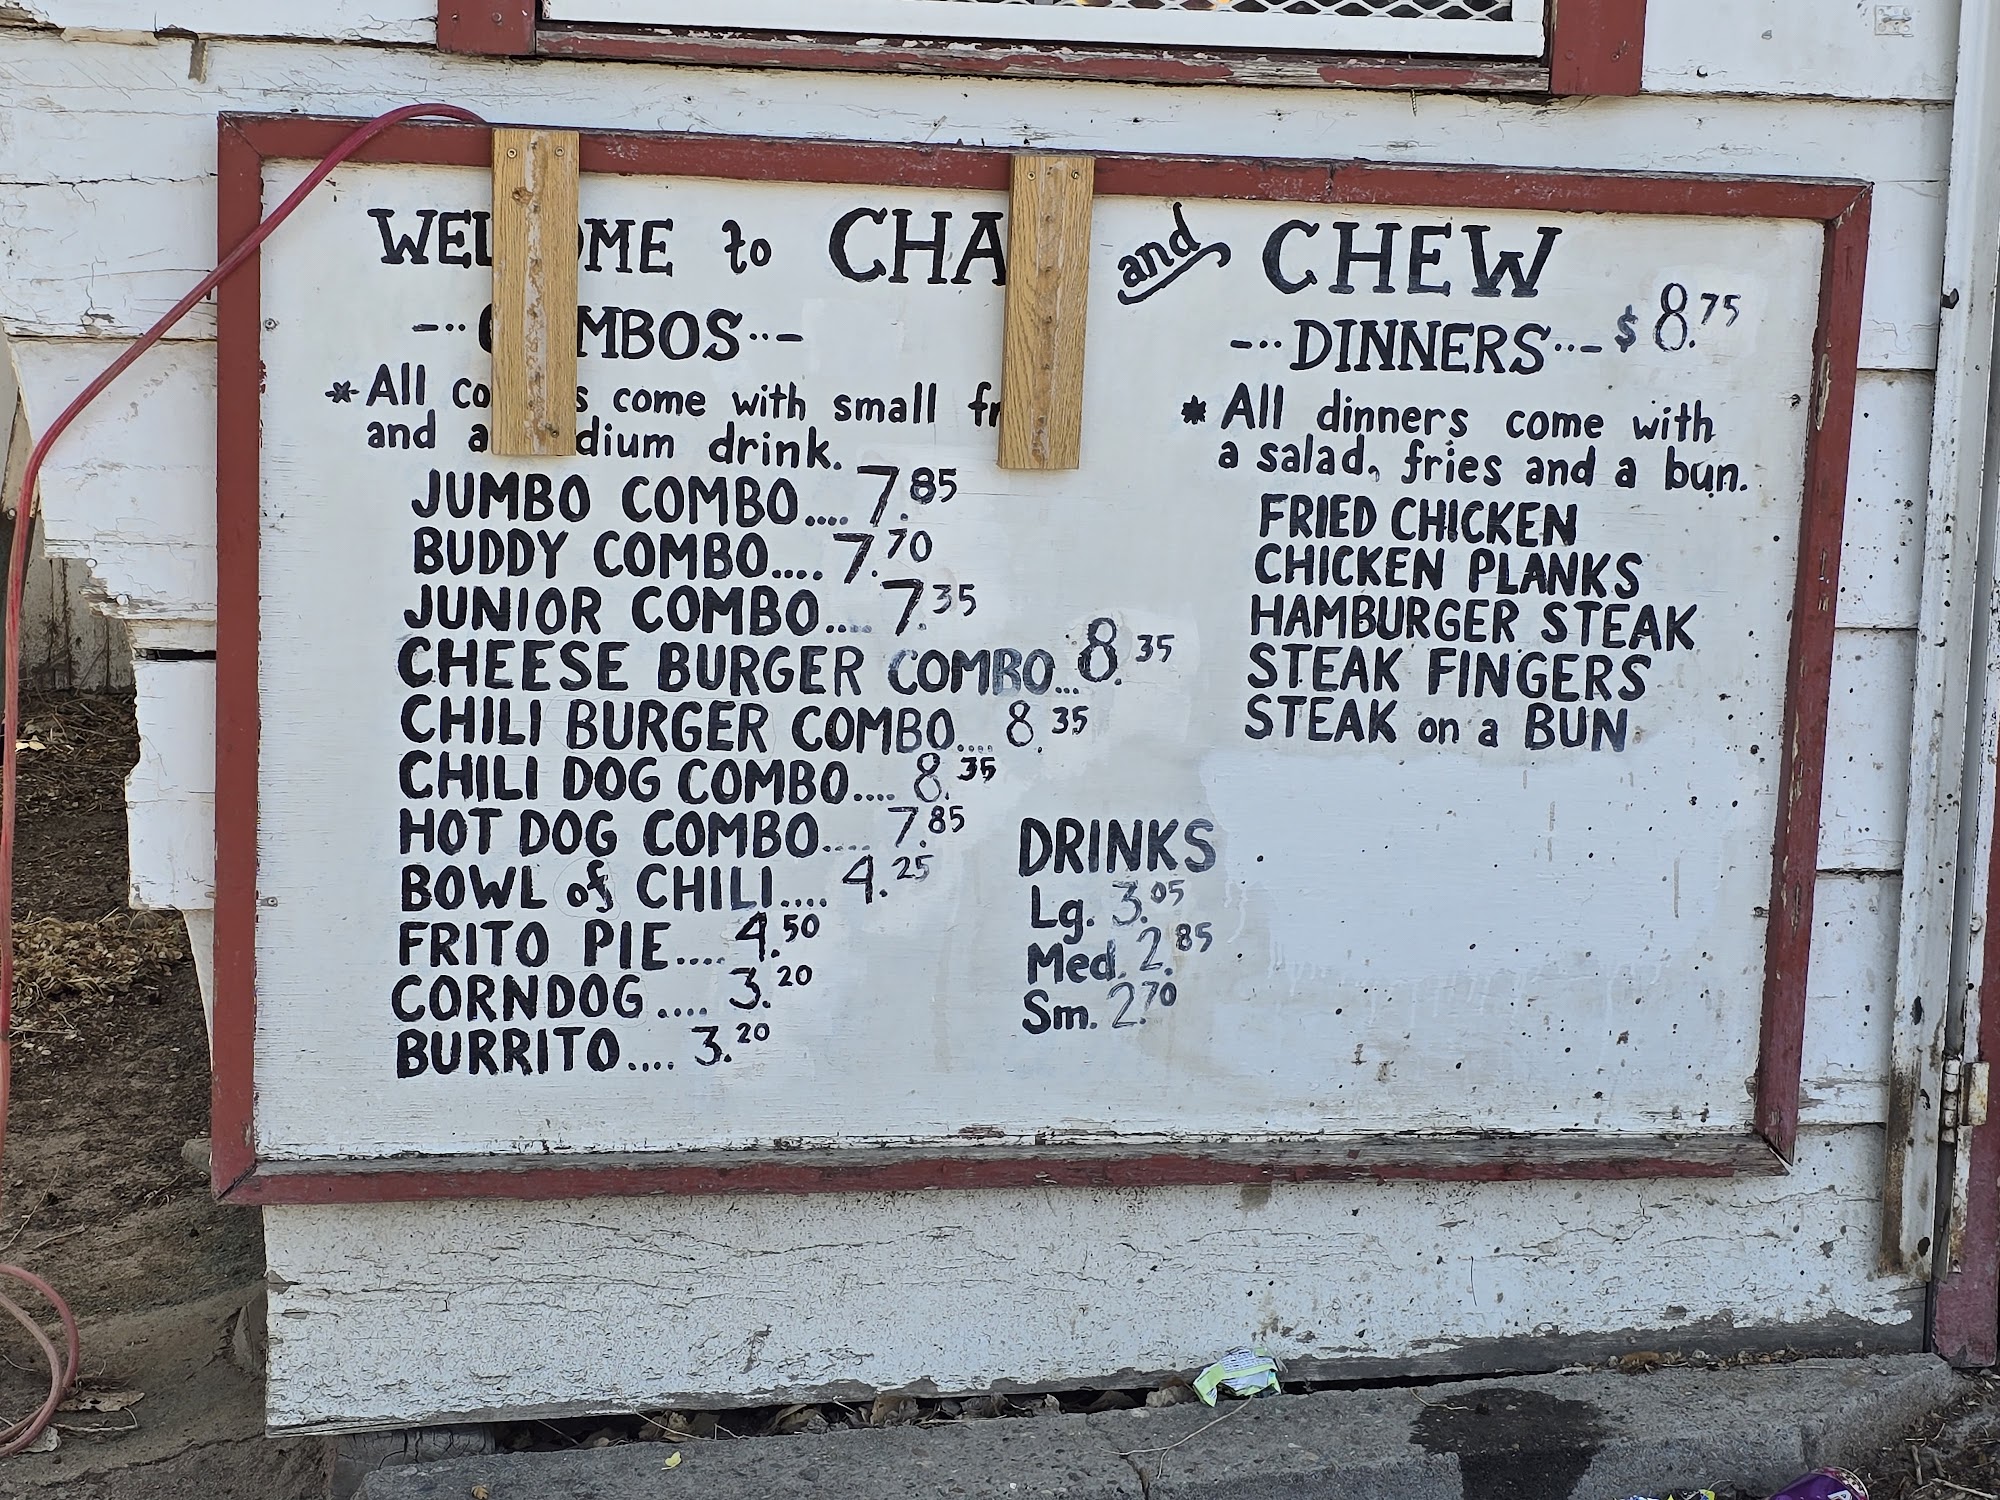 WEL OME to CHA and CHEW
--·· C MBOS ··--
*All co s come with small fr
and a dium drink.
JUMBO COMBO.... 7.85
BUDDY COMBO.... 7.70
JUNIOR COMBO.... 7.35
CHEESE BURGER COMBO... 8.35
CHILI BURGER COMBO.... 8.35
CHILI DOG COMBO.... 8.35
HOT DOG COMBO.... 7.85
BOWL of CHILI.... 4.25
FRITO PIE.... 4.50
CORNDOG.... 3.20
BURRITO.... 3.20
--·· DINNERS ··-- $8.75
*All dinners come with
a salad, fries and a bun.
FRIED CHICKEN
CHICKEN PLANKS
HAMBURGER STEAK
STEAK FINGERS
STEAK on a BUN
DRINKS
Lg. 3.05
Med. 2.85
Sm. 2.70